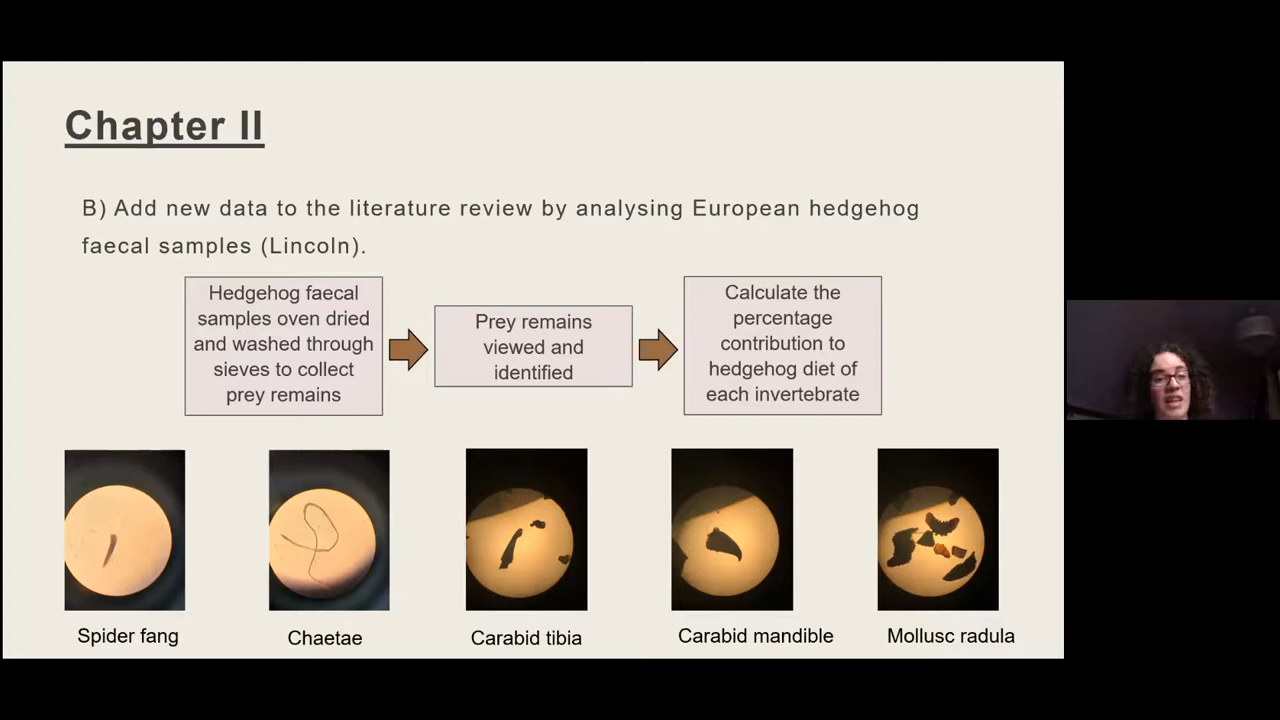 Chapter II
B) Add new data to the literature review by analysing European hedgehog
faecal samples (Lincoln).
Hedgehog faecal
samples oven dried
and washed through
sieves to collect
prey remains
Prey remains
viewed and
identified
Calculate the
percentage
contribution to
hedgehog diet of
each invertebrate
Spider fang
Chaetae
Carabid tibia
Carabid mandible
Mollusc radula